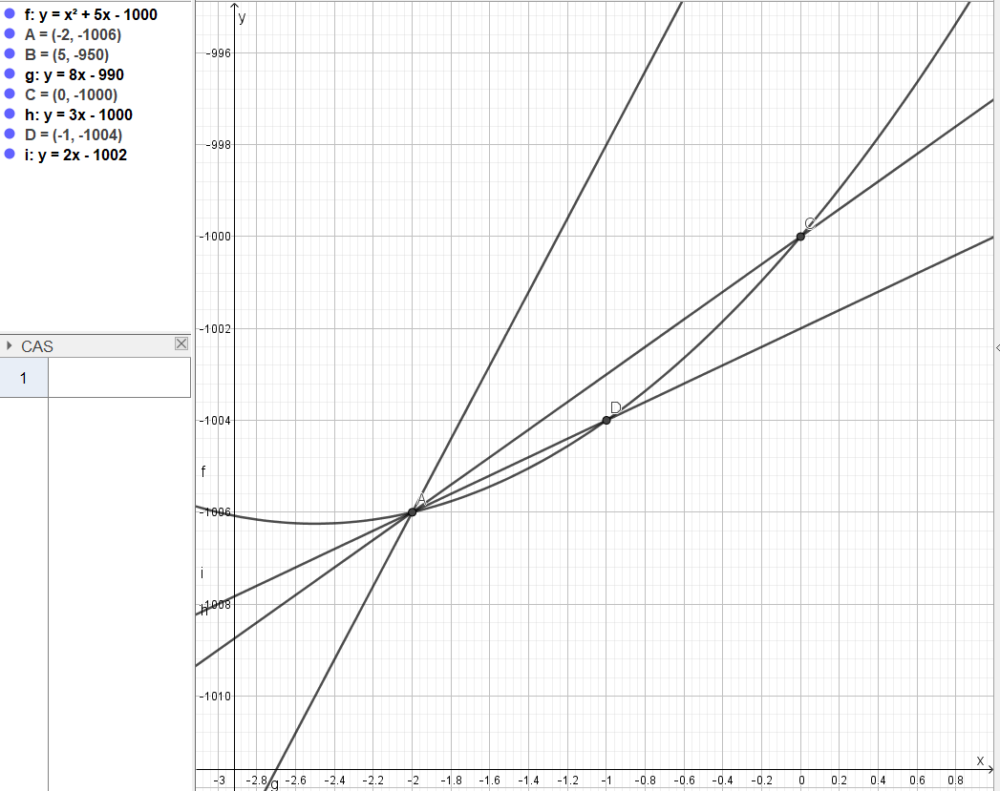 f: y = x² + 5x - 1000
A = (-2, -1006)
B = (5, -950)
g: y = 8x - 990
C = (0, -1000)
h: y = 3x - 1000
D = (-1, -1004)
i: y = 2x - 1002
CAS
1
y
-996
-998
-1000
C
-1002
-1004
D
f
A
-1006
i
h
-1008
-1010
x
-3 -2.8 -2.6 -2.4 -2.2 -2 -1.8 -1.6 -1.4 -1.2 -1 -0.8 -0.6 -0.4 -0.2 0 0.2 0.4 0.6 0.8
g